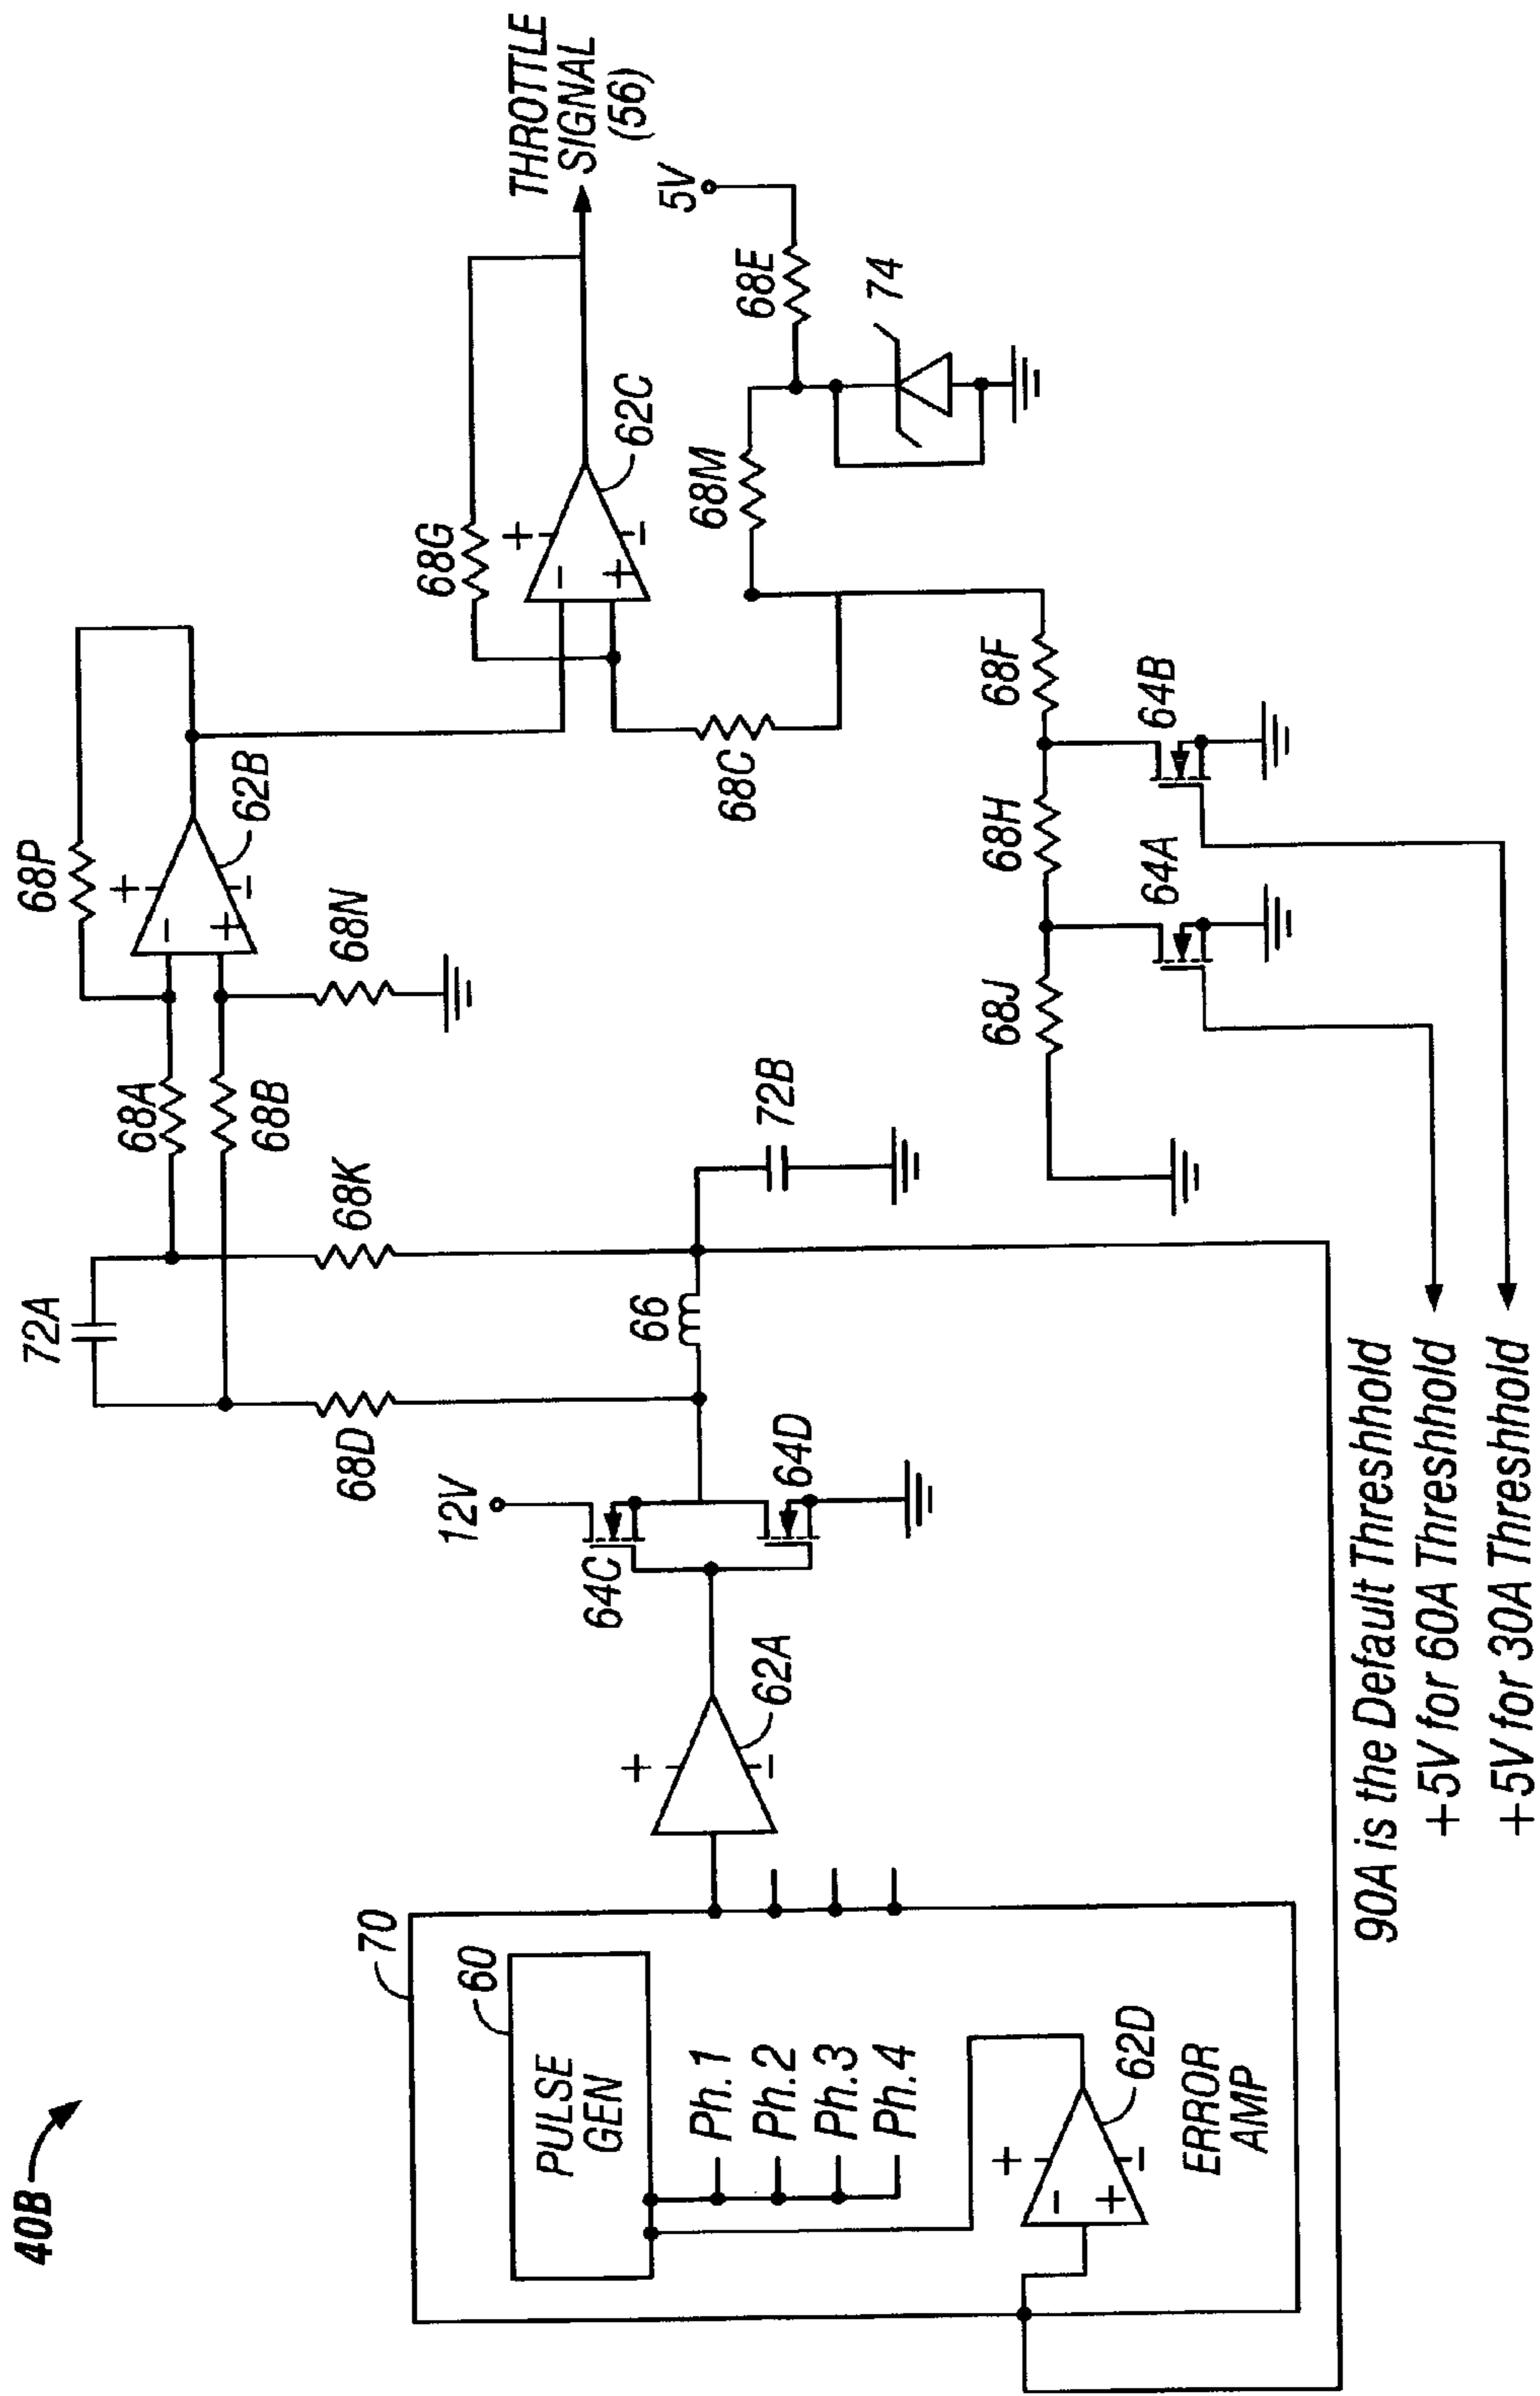 40B
70
60
PULSE
GEN
Ph.1
Ph.2
Ph.3
Ph.4
+
−
−
+
62D
ERROR
AMP
+
−
62A
12V
64C
64D
68D
66
72A
68K
72B
68A
68B
68P
+
−
−
+
62B
68N
68G
+
−
−
+
62C
68C
THROTTLE
SIGNAL
(56)
5V
68E
74
68M
68F
68H
68J
64B
64A
90A is the Default Threshhold
+5V for 60A Threshhold
+5V for 30A Threshhold